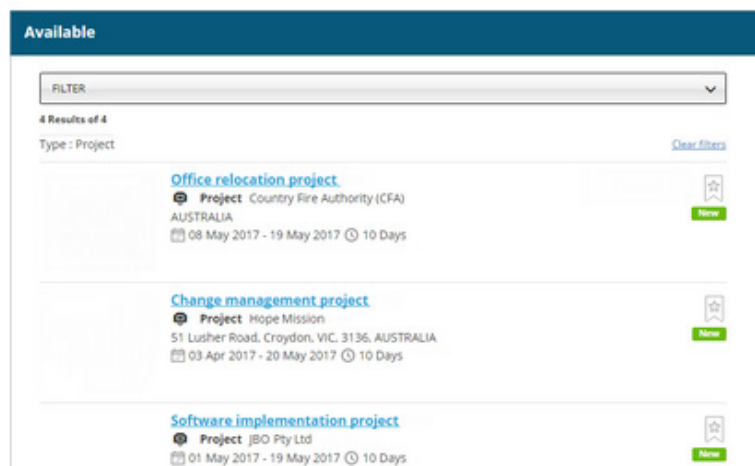 Available
FILTER
4 Results of 4
Type : Project Clear filters
Office relocation project
Project Country Fire Authority (CFA)
AUSTRALIA
New
08 May 2017 - 19 May 2017 10 Days
Change management project
Project Hope Mission
51 Lusher Road, Croydon, VIC, 3136, AUSTRALIA
New
03 Apr 2017 - 20 May 2017 10 Days
Software implementation project
Project JBO Pty Ltd
01 May 2017 - 19 May 2017 10 Days
New